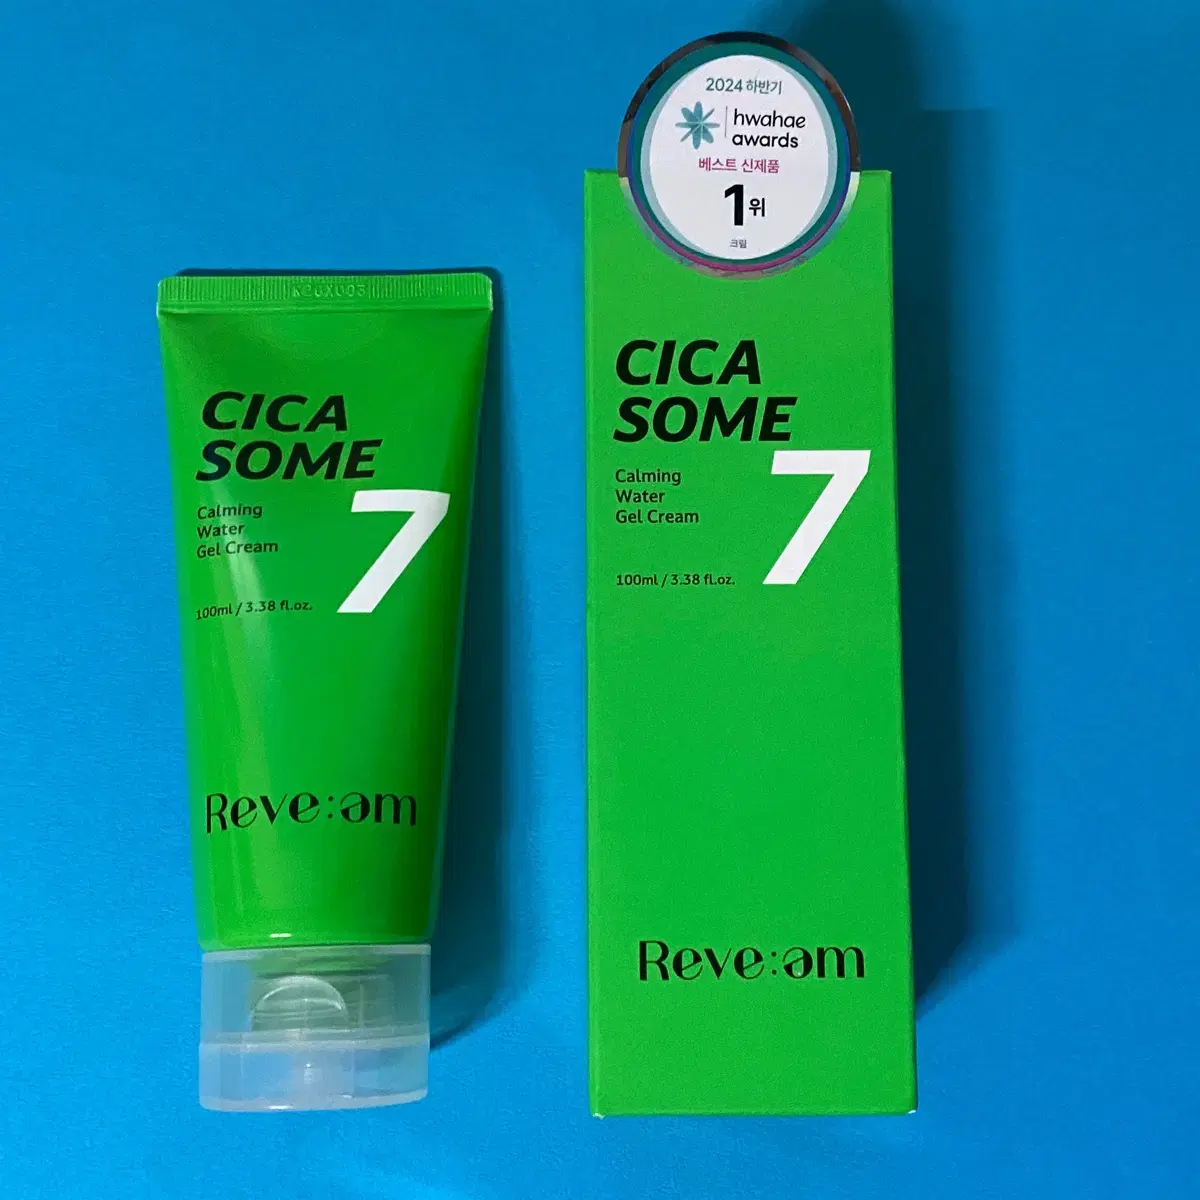 CICA
SOME
7
Calming
Water
Gel Cream
100ml / 3.38 fl.oz.
Reve:əm
2024 하반기
hwahae
awards
베스트 신제품
1위
크림
CICA
SOME
7
Calming
Water
Gel Cream
100ml / 3.38 fl.oz.
Reve:əm